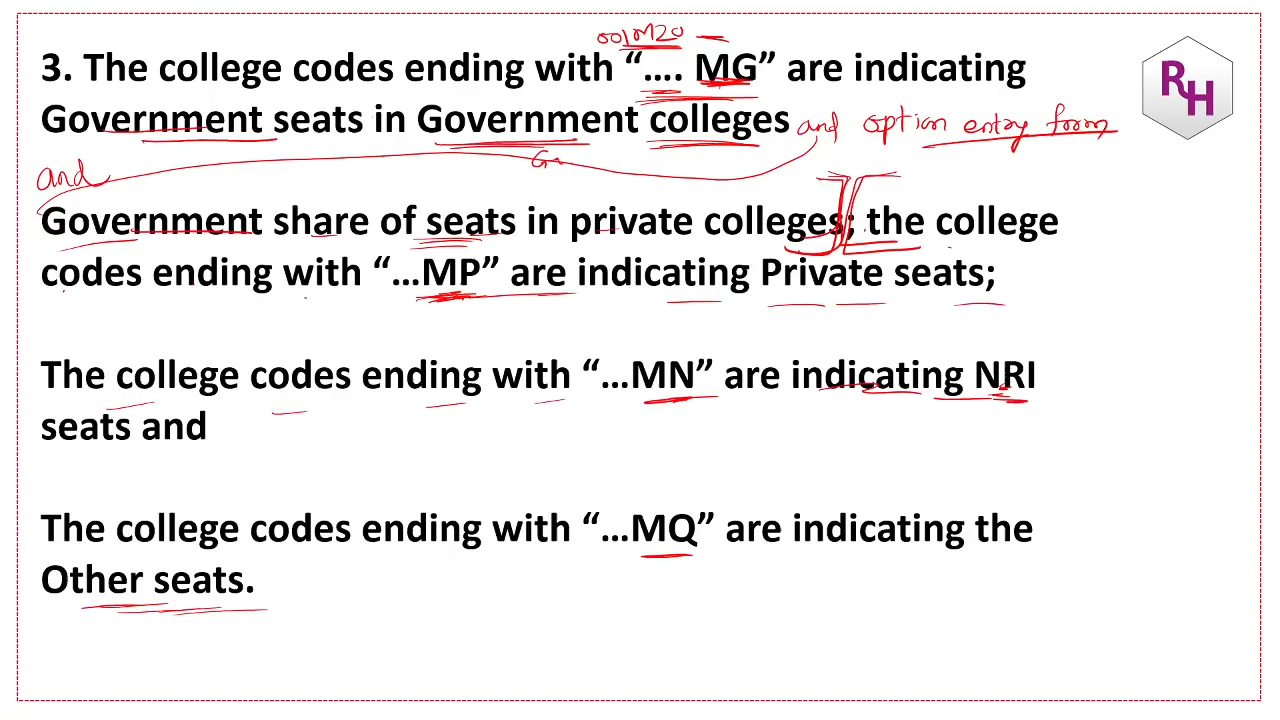 001M20
3. The college codes ending with “…. MG” are indicating
Government seats in Government colleges and option entry form
and
Government share of seats in private colleges; the college
codes ending with “…MP” are indicating Private seats;
The college codes ending with “…MN” are indicating NRI
seats and
The college codes ending with “…MQ” are indicating the
Other seats.
RH